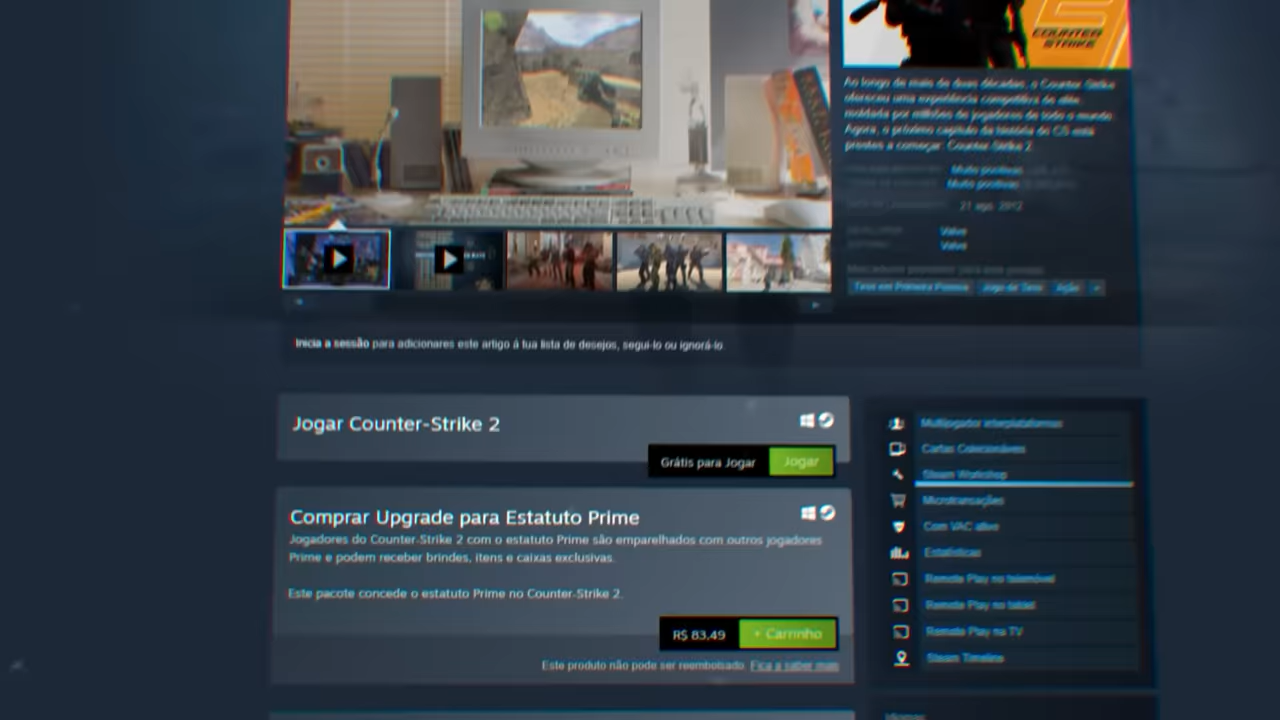 COUNTER
STRIKE
Ao longo de mais de duas décadas, o Counter-Strike
ofereceu uma experiência competitiva de elite,
moldada por milhões de jogadores de todo o mundo.
Agora, o próximo capítulo da história do CS está
prestes a começar: Counter-Strike 2.
Muito positivas
Muito positivas
21 ago. 2012
Valve
Valve
Tiros em Primeira Pessoa Jogo de Tiros Ação +
Inicia a sessão para adicionares este artigo à tua lista de desejos, segui-lo ou ignorá-lo
Jogar Counter-Strike 2
Grátis para Jogar Jogar
Comprar Upgrade para Estatuto Prime
Jogadores do Counter-Strike 2 com o estatuto Prime são emparelhados com outros jogadores
Prime e podem receber brindes, itens e caixas exclusivas.
Este pacote concede o estatuto Prime no Counter-Strike 2.
R$ 83,49 + Carrinho
Este produto não pode ser reembolsado. Fica a saber mais
Multijogador interplataformas
Cartas Colecionáveis
Steam Workshop
Microtransações
Com VAC ativo
Estatísticas
Remote Play no telemóvel
Remote Play no tablet
Remote Play na TV
Steam Timeline